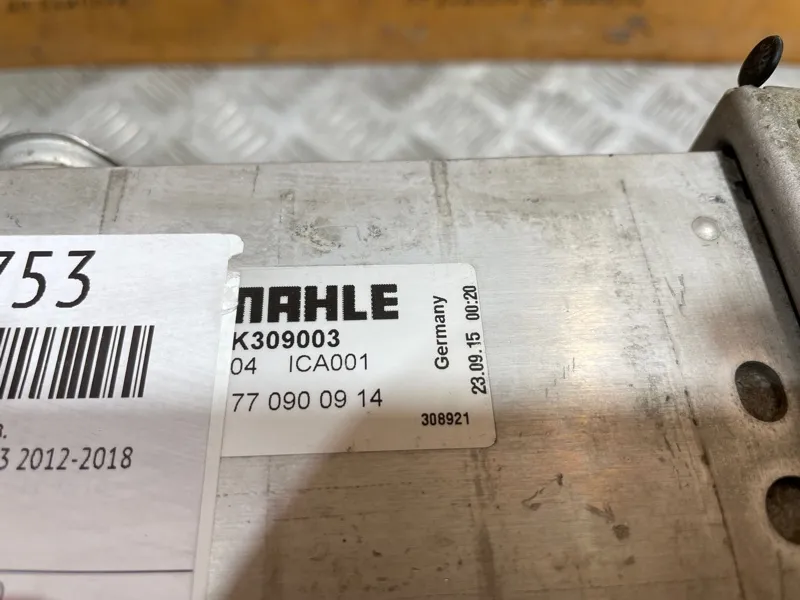 753
в.
3 2012-2018
MAHLE
K309003
04 ICA001
77 090 09 14
Germany
23.09.15 00:20
308921